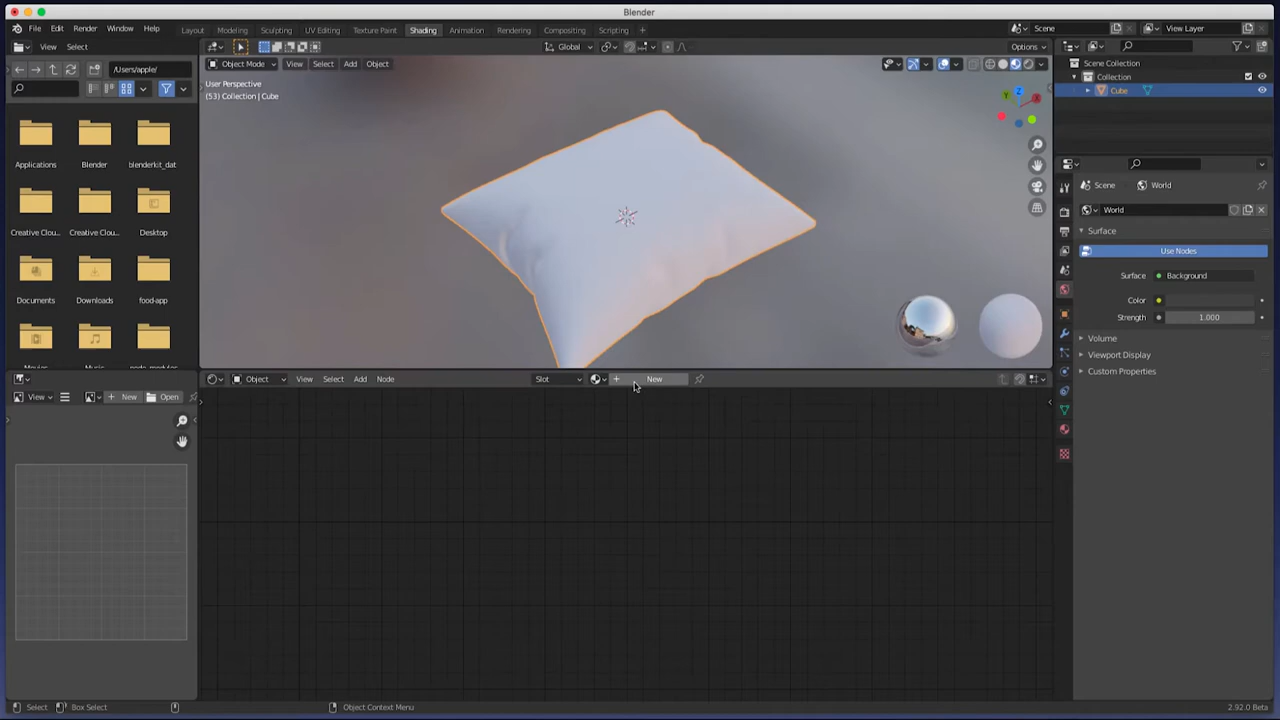 Blender
File Edit Render Window Help
Layout Modeling Sculpting UV Editing Texture Paint Shading Animation Rendering Compositing Scripting +
Scene
View Layer
View Select
Global
Options
/Users/apple/
Object Mode View Select Add Object
User Perspective
(53) Collection | Cube
Applications Blender blenderkit_dat
Creative Clou... Creative Clou... Desktop
Documents Downloads food-app
Scene Collection
Collection
Cube
Scene World
World
Surface
Use Nodes
Surface Background
Color
Strength 1.000
Volume
Viewport Display
Custom Properties
Object View Select Add Node Slot New
View New Open
Select Box Select Object Context Menu 2.92.0 Beta